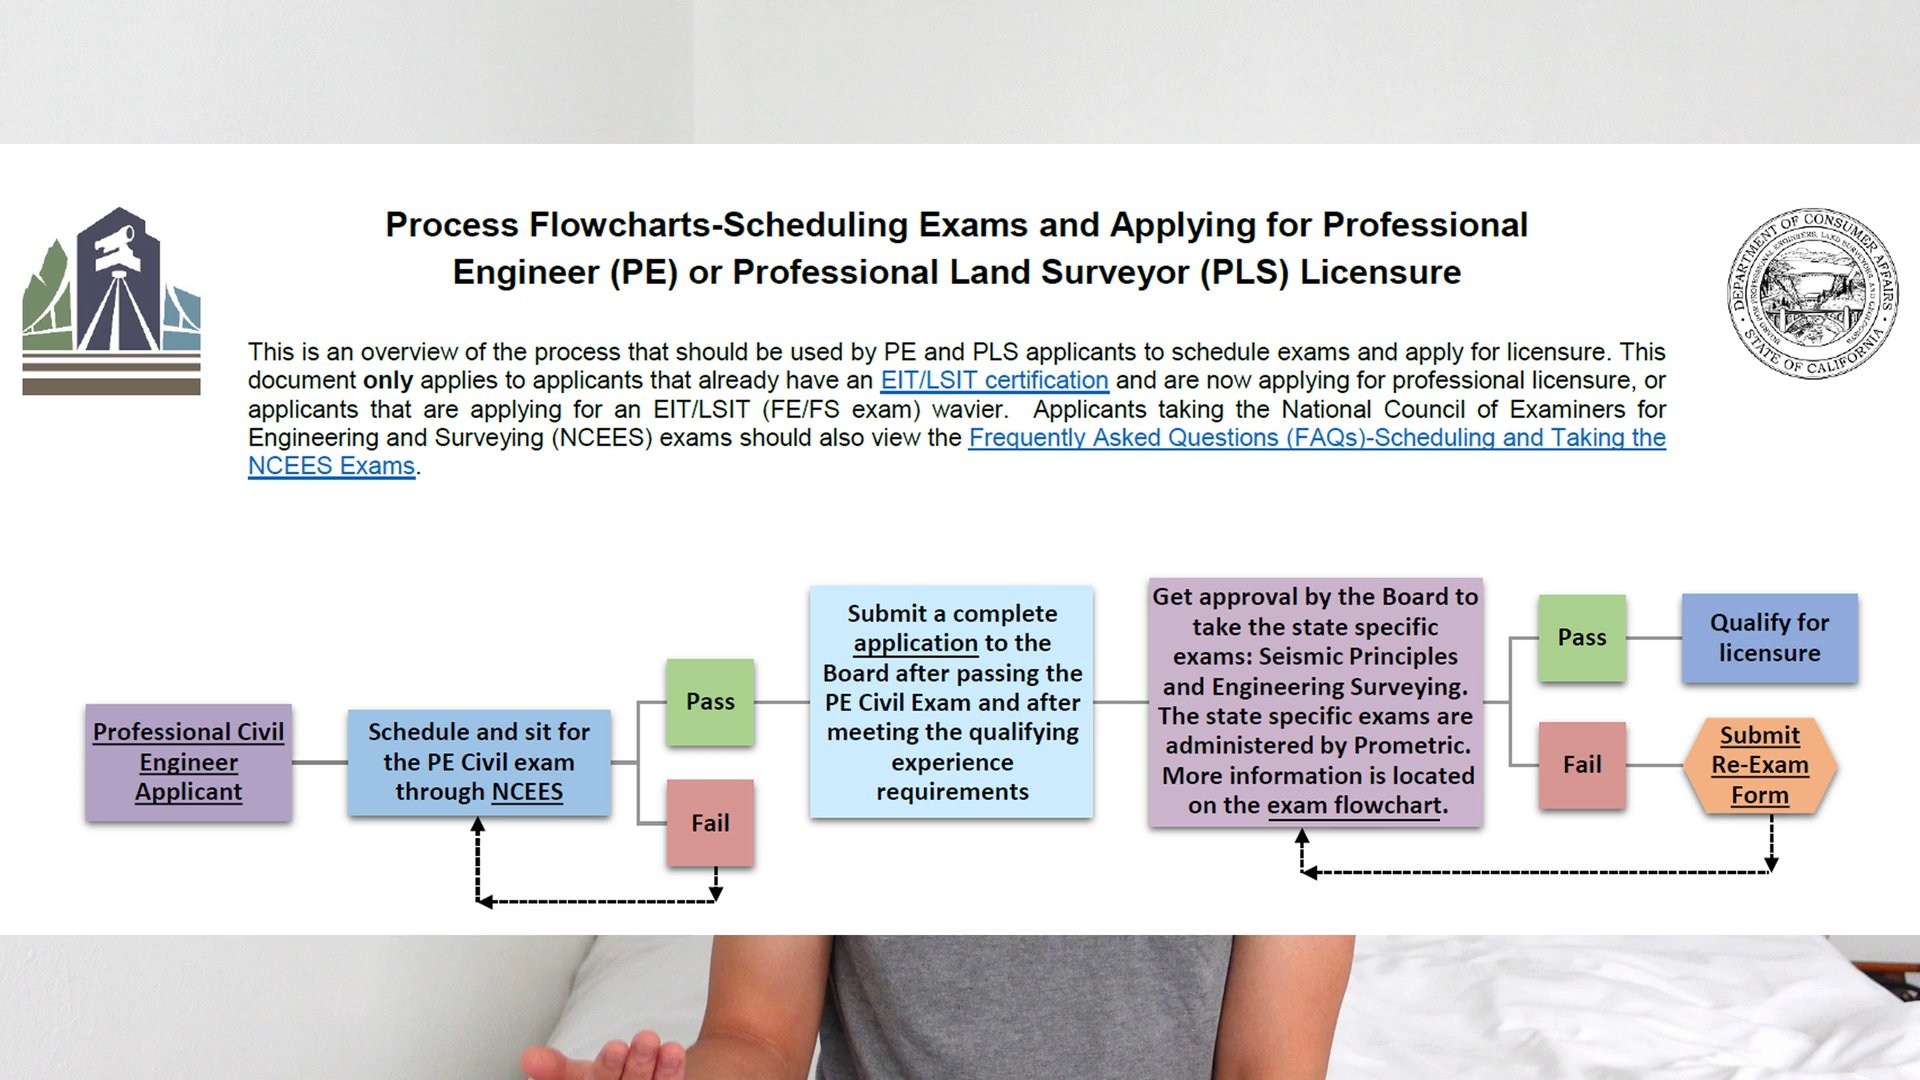 Process Flowcharts-Scheduling Exams and Applying for Professional
Engineer (PE) or Professional Land Surveyor (PLS) Licensure
DEPARTMENT OF CONSUMER AFFAIRS
STATE OF CALIFORNIA
This is an overview of the process that should be used by PE and PLS applicants to schedule exams and apply for licensure. This
document only applies to applicants that already have an EIT/LSIT certification and are now applying for professional licensure, or
applicants that are applying for an EIT/LSIT (FE/FS exam) wavier. Applicants taking the National Council of Examiners for
Engineering and Surveying (NCEES) exams should also view the Frequently Asked Questions (FAQs)-Scheduling and Taking the
NCEES Exams.
Professional Civil
Engineer
Applicant
Schedule and sit for
the PE Civil exam
through NCEES
Pass
Fail
Submit a complete
application to the
Board after passing the
PE Civil Exam and after
meeting the qualifying
experience
requirements
Get approval by the Board to
take the state specific
exams: Seismic Principles
and Engineering Surveying.
The state specific exams are
administered by Prometric.
More information is located
on the exam flowchart.
Pass
Qualify for
licensure
Fail
Submit
Re-Exam
Form